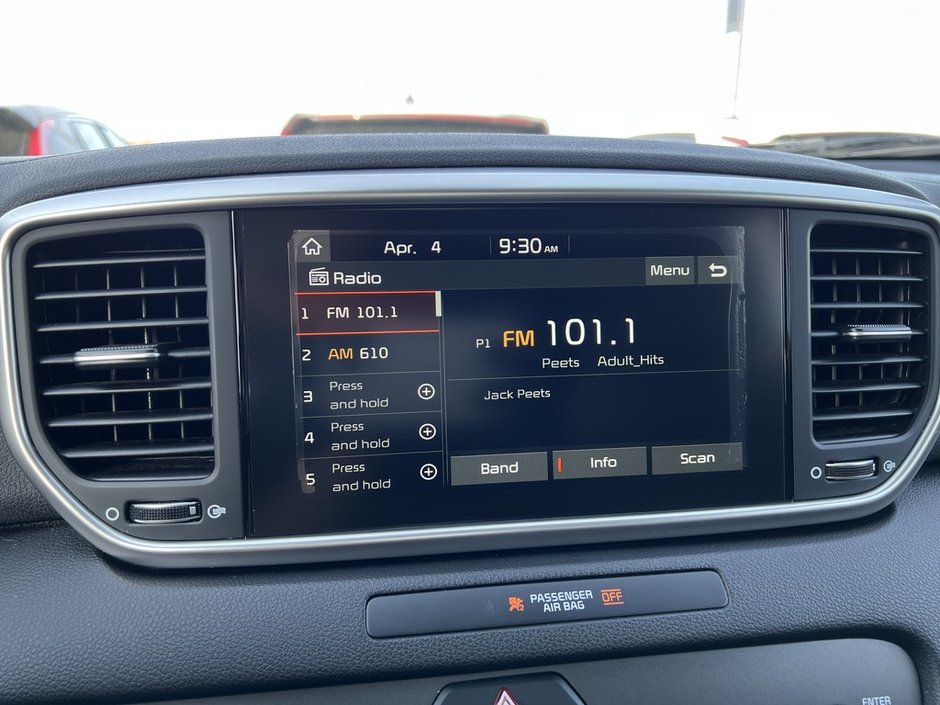 Apr. 4 9:30 AM
Radio Menu
1 FM 101.1
2 AM 610
3 Press
and hold
4 Press
and hold
5 Press
and hold
P1 FM 101.1
Peets Adult_Hits
Jack Peets
Band Info Scan
PASSENGER
AIR BAG OFF
2
ENTER